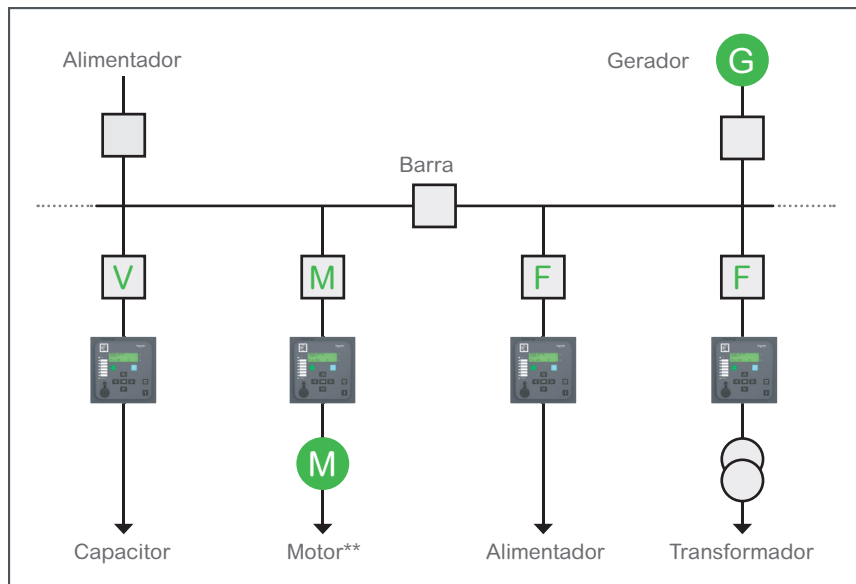 Alimentador
Gerador
G
Barra
V
M
F
F
M
Capacitor
Motor**
Alimentador
Transformador